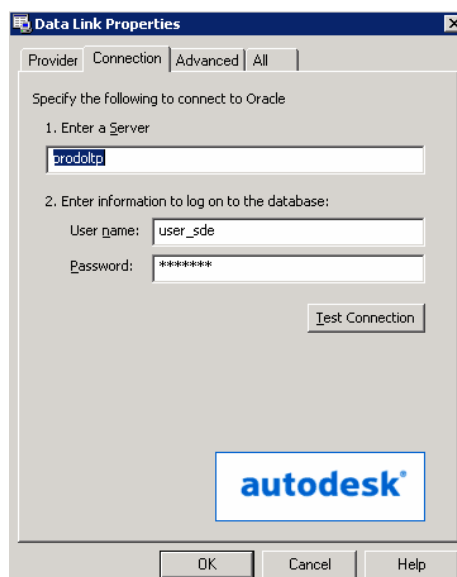 Data Link Properties
Provider Connection Advanced All
Specify the following to connect to Oracle
1. Enter a Server
prodoltp
2. Enter information to log on to the database:
User name: user_sde
Password: *******
Test Connection
autodesk®
OK Cancel Help